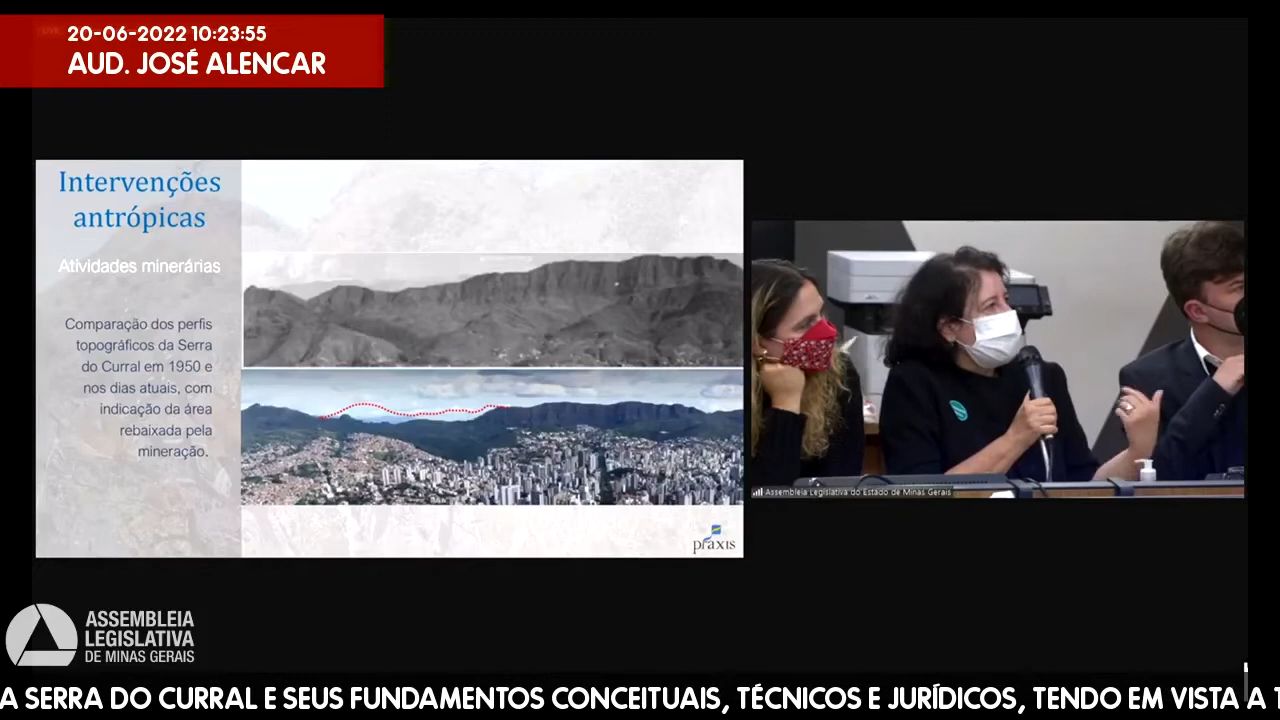 20-06-2022 10:23:55
AUD. JOSÉ ALENCAR
Intervenções
antrópicas
Atividades minerárias
Comparação dos perfis
topográficos da Serra
do Curral em 1950 e
nos dias atuais, com
indicação da área
rebaixada pela
mineração.
praxis
Assembleia Legislativa do Estado de Minas Gerais
ASSEMBLEIA
LEGISLATIVA
DE MINAS GERAIS
A SERRA DO CURRAL E SEUS FUNDAMENTOS CONCEITUAIS, TÉCNICOS E JURÍDICOS, TENDO EM VISTA A